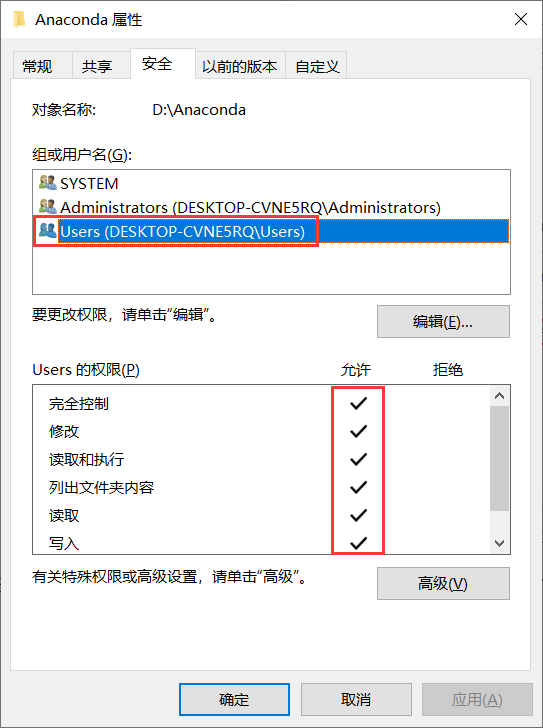 Anaconda 属性
常规 共享 安全 以前的版本 自定义
对象名称: D:\Anaconda
组或用户名(G):
SYSTEM
Administrators (DESKTOP-CVNE5RQ\Administrators)
Users (DESKTOP-CVNE5RQ\Users)
要更改权限，请单击“编辑”。 编辑(E)...
Users 的权限(P) 允许 拒绝
完全控制
修改
读取和执行
列出文件夹内容
读取
写入
有关特殊权限或高级设置，请单击“高级”。 高级(V)
确定 取消 应用(A)